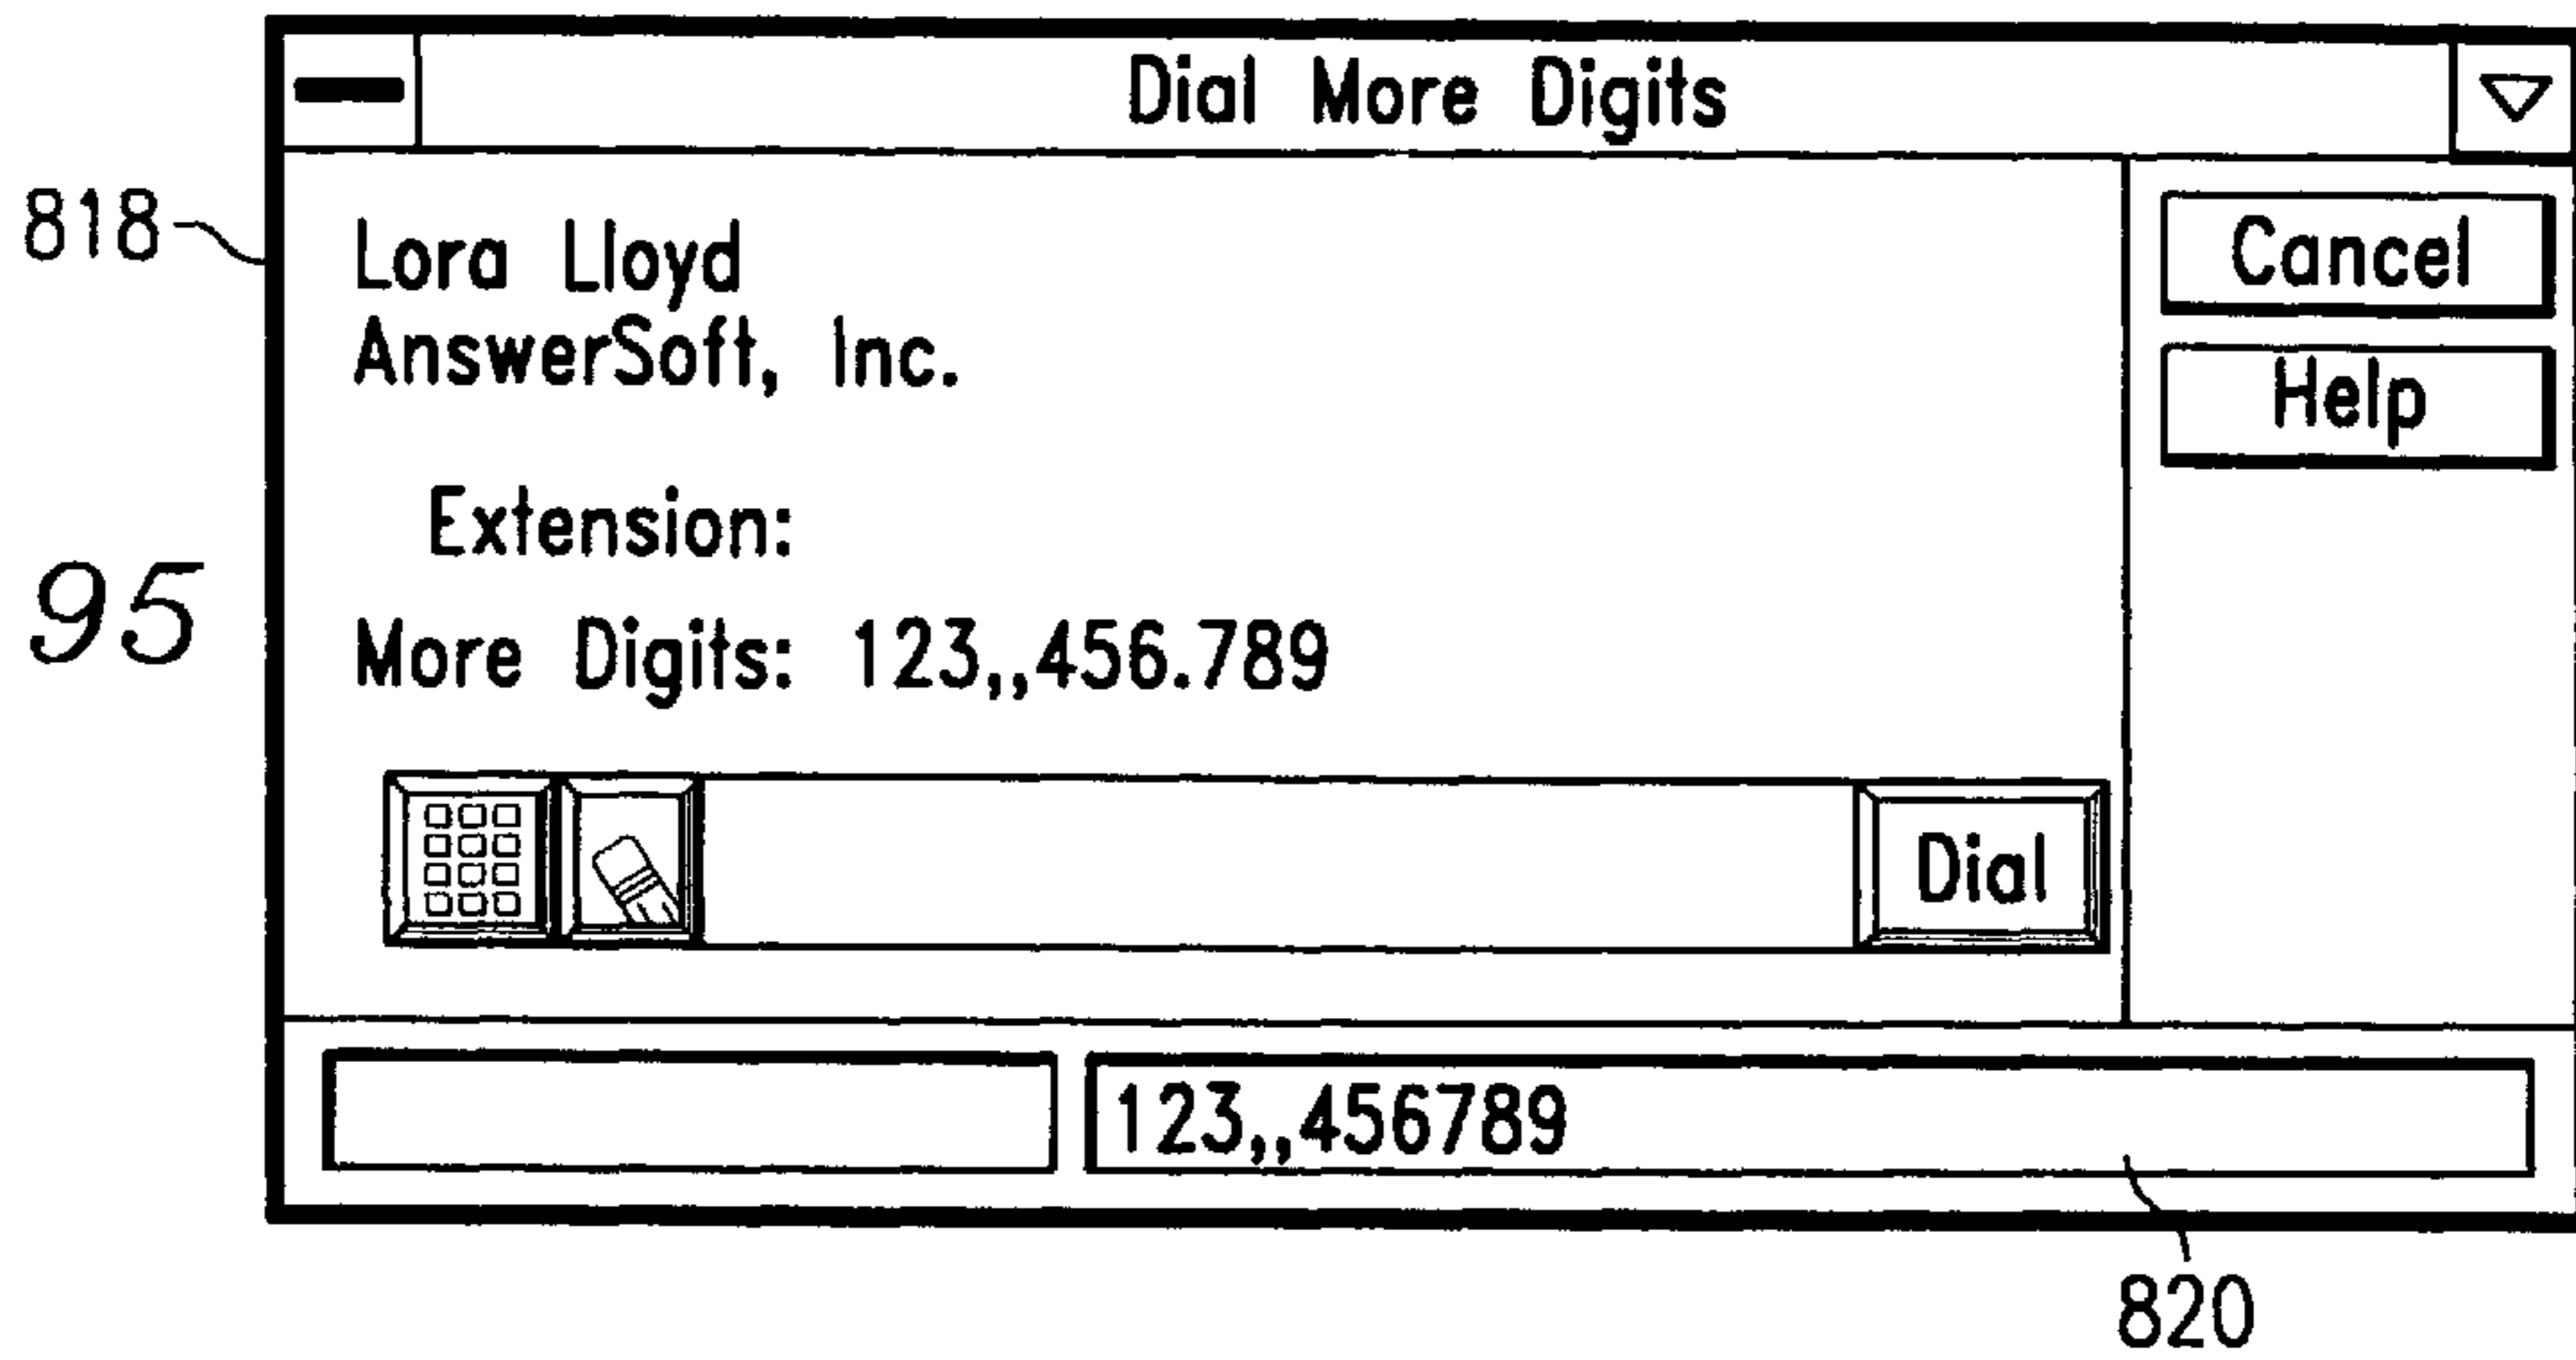 Dial More Digits
818
Lora Lloyd
AnswerSoft, Inc.
Cancel
Help
Extension:
95
More Digits: 123,,456.789
Dial
123,,456789
820